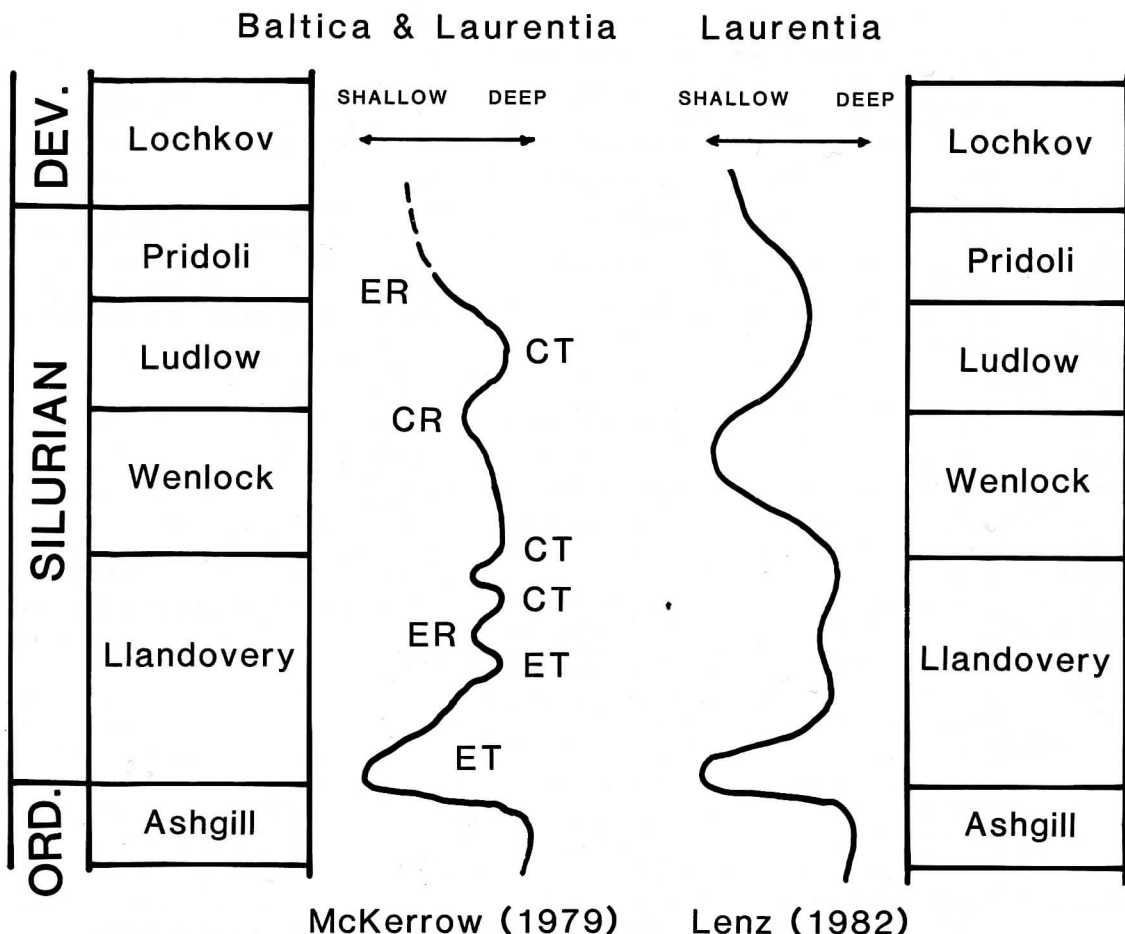 Baltica & Laurentia Laurentia
SHALLOW DEEP SHALLOW DEEP
DEV.
SILURIAN
ORD.
Lochkov
Pridoli
Ludlow
Wenlock
Llandovery
Ashgill
ER
CT
CR
CT
CT
ER
ET
ET
Lochkov
Pridoli
Ludlow
Wenlock
Llandovery
Ashgill
McKerrow (1979) Lenz (1982)